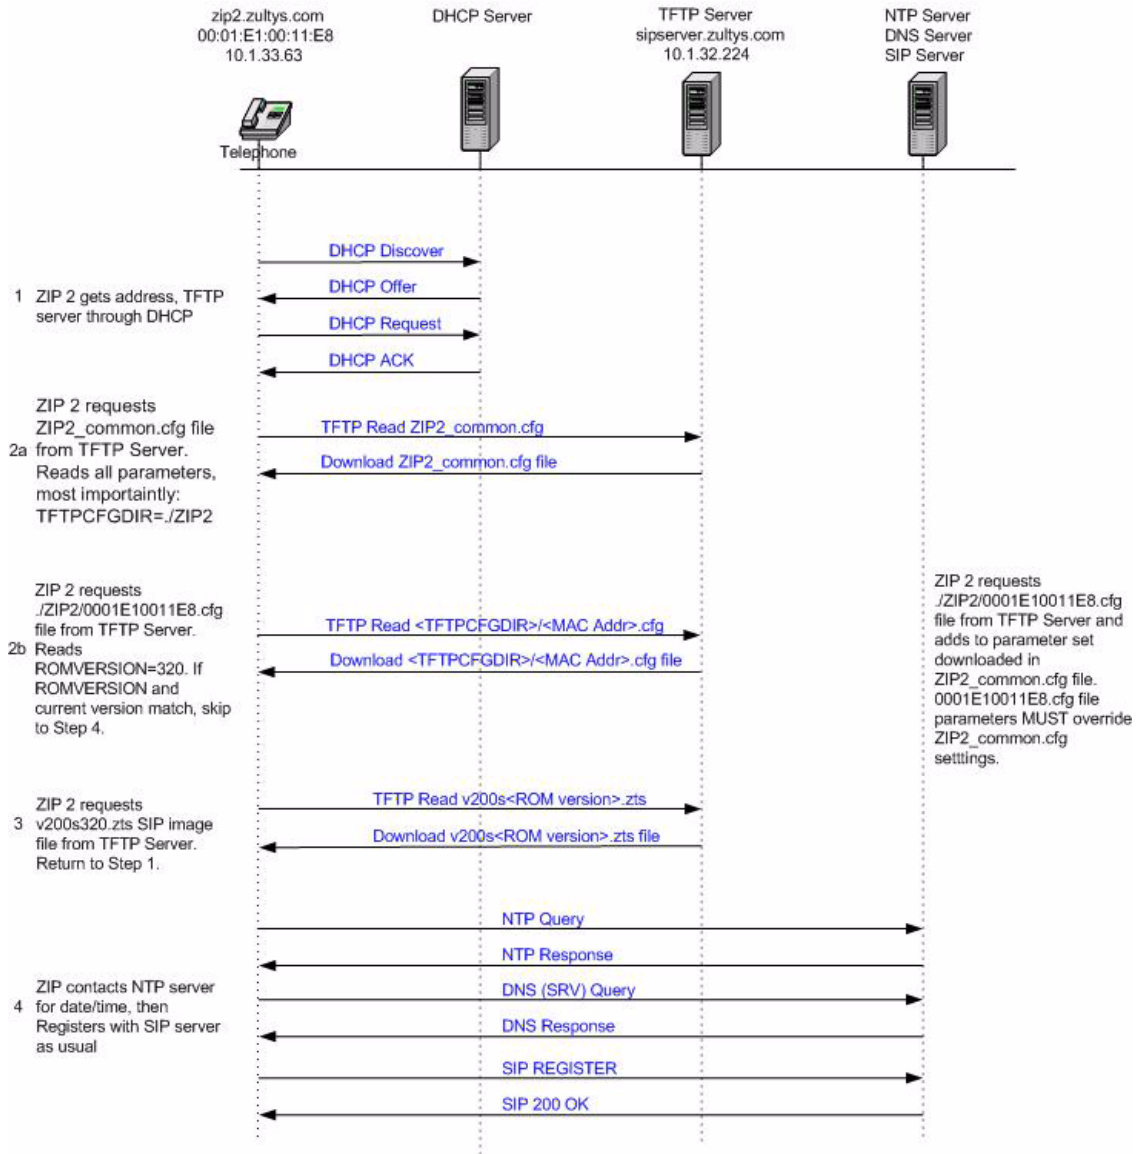 zip2.zultys.com
00:01:E1:00:11:E8
10.1.33.63
DHCP Server
TFTP Server
sipserver.zultys.com
10.1.32.224
NTP Server
DNS Server
SIP Server
Telephone
DHCP Discover
DHCP Offer
1 ZIP 2 gets address, TFTP
server through DHCP
DHCP Request
DHCP ACK
ZIP 2 requests
ZIP2_common.cfg file
2a from TFTP Server.
Reads all parameters,
most importaintly:
TFTPCFGDIR=./ZIP2
TFTP Read ZIP2_common.cfg
Download ZIP2_common.cfg file
ZIP 2 requests
./ZIP2/0001E10011E8.cfg
file from TFTP Server.
2b Reads
ROMVERSION=320. If
ROMVERSION and
current version match, skip
to Step 4.
TFTP Read <TFTPCFGDIR>/<MAC Addr>.cfg
Download <TFTPCFGDIR>/<MAC Addr>.cfg file
ZIP 2 requests
./ZIP2/0001E10011E8.cfg
file from TFTP Server and
adds to parameter set
downloaded in
ZIP2_common.cfg file.
0001E10011E8.cfg file
parameters MUST override
ZIP2_common.cfg
setttings.
ZIP 2 requests
3 v200s320.zts SIP image
file from TFTP Server.
Return to Step 1.
TFTP Read v200s<ROM version>.zts
Download v200s<ROM version>.zts file
NTP Query
NTP Response
ZIP contacts NTP server
4 for date/time, then
Registers with SIP server
as usual
DNS (SRV) Query
DNS Response
SIP REGISTER
SIP 200 OK